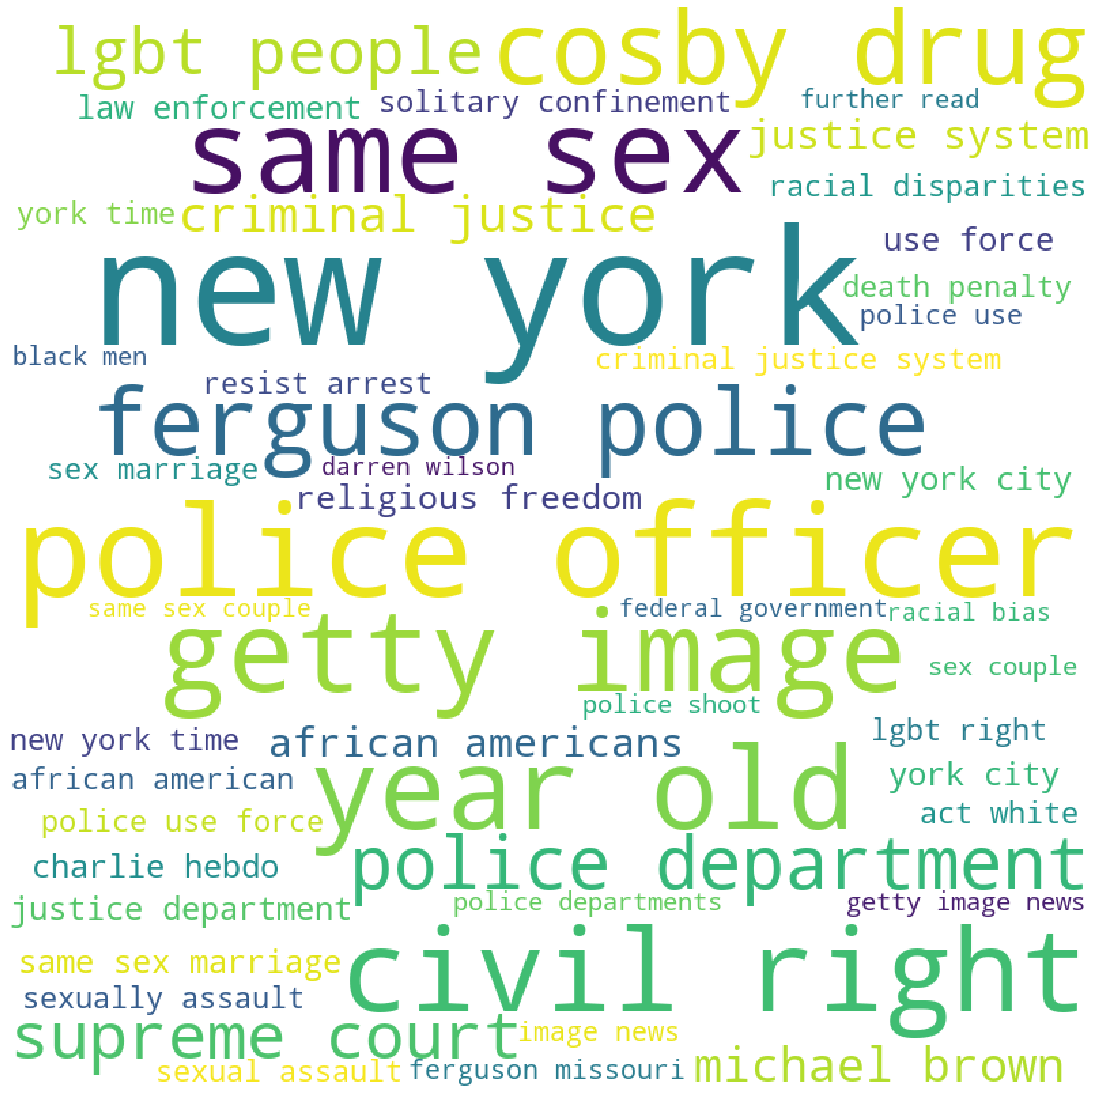 lgbt people cosby drug
law enforcement solitary confinement further read
same sex justice system
racial disparities
york time criminal justice
use force
new york
death penalty
police use
black men criminal justice system
resist arrest
ferguson police
sex marriage darren wilson
new york city
religious freedom
police officer
same sex couple federal government racial bias
getty image
sex couple
police shoot
new york time african americans lgbt right
african american year old york city
act white
police use force
charlie hebdo police department
justice department police departments getty image news
same sex marriage civil right
sexually assault
supreme court image news
sexual assault ferguson missouri michael brown